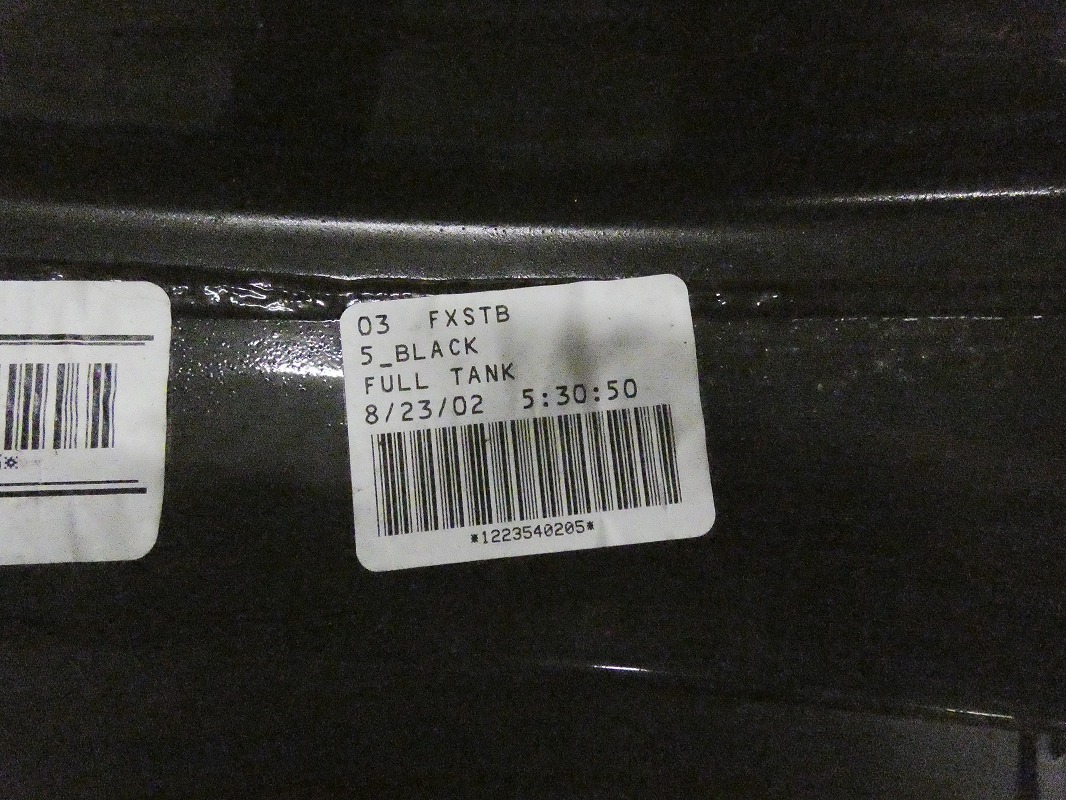 03 FXSTB
5_BLACK
FULL TANK
8/23/02 5:30:50
*1223540205*